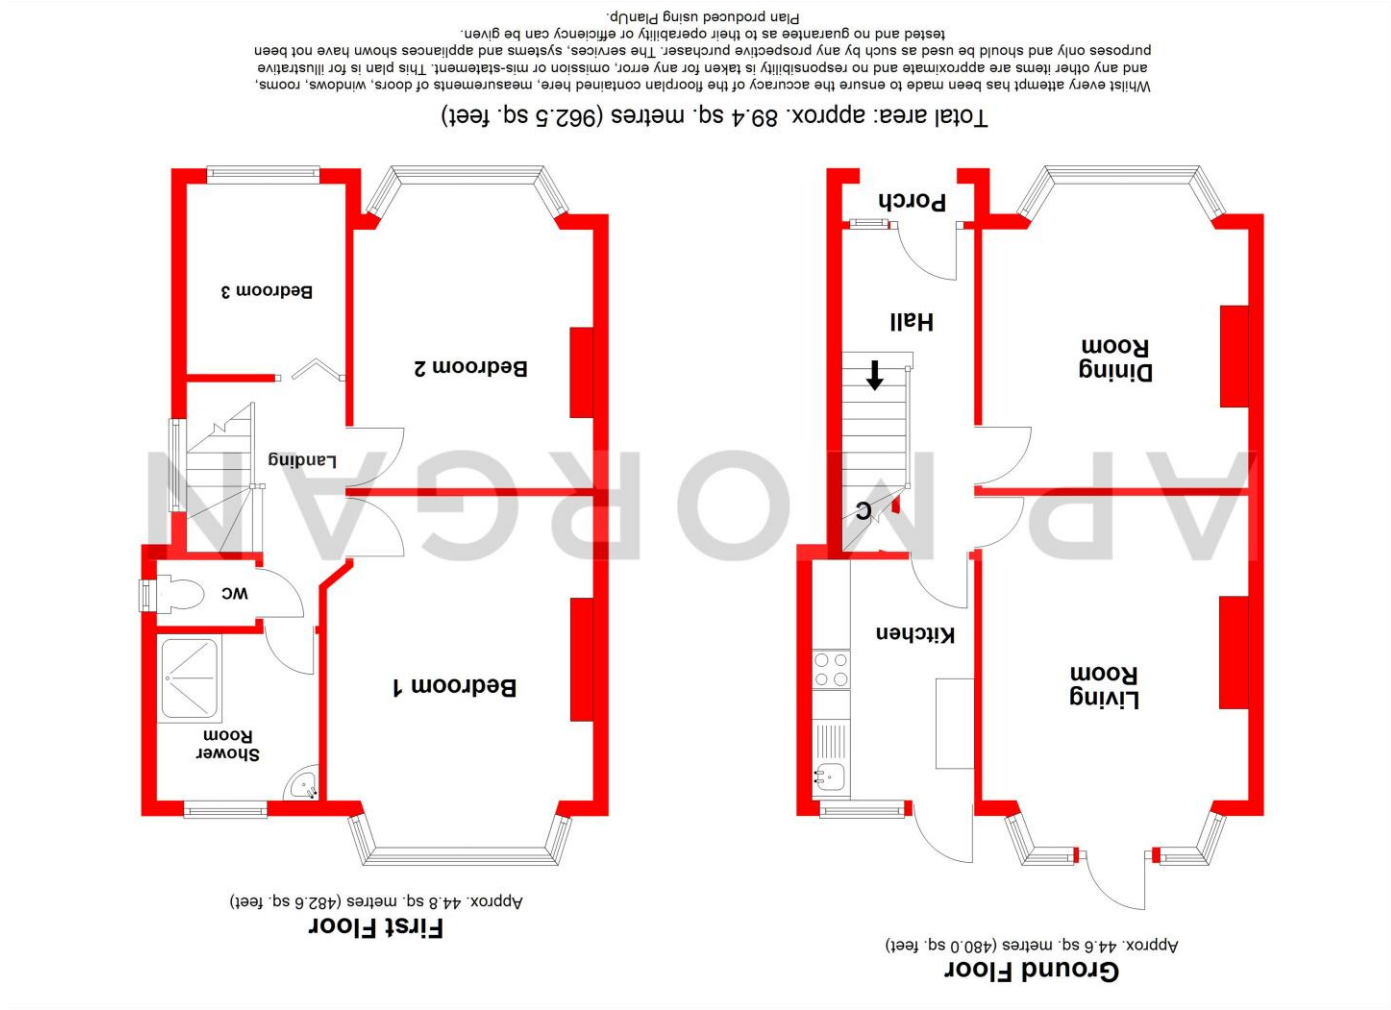 Ground Floor
Approx. 44.6 sq. metres (480.0 sq. feet)
Living
Room
Kitchen
C
Dining
Room
Hall
Porch
First Floor
Approx. 44.8 sq. metres (482.6 sq. feet)
Shower
Room
Bedroom 1
WC
Landing
Bedroom 2
Bedroom 3
AP MORGAN
Total area: approx. 89.4 sq. metres (962.5 sq. feet)
Whilst every attempt has been made to ensure the accuracy of the floorplan contained here, measurements of doors, windows, rooms,
and any other items are approximate and no responsibility is taken for any error, omission or mis-statement. This plan is for illustrative
purposes only and should be used as such by any prospective purchaser. The services, systems and appliances shown have not been
tested and no guarantee as to their operability or efficiency can be given.
Plan produced using PlanUp.